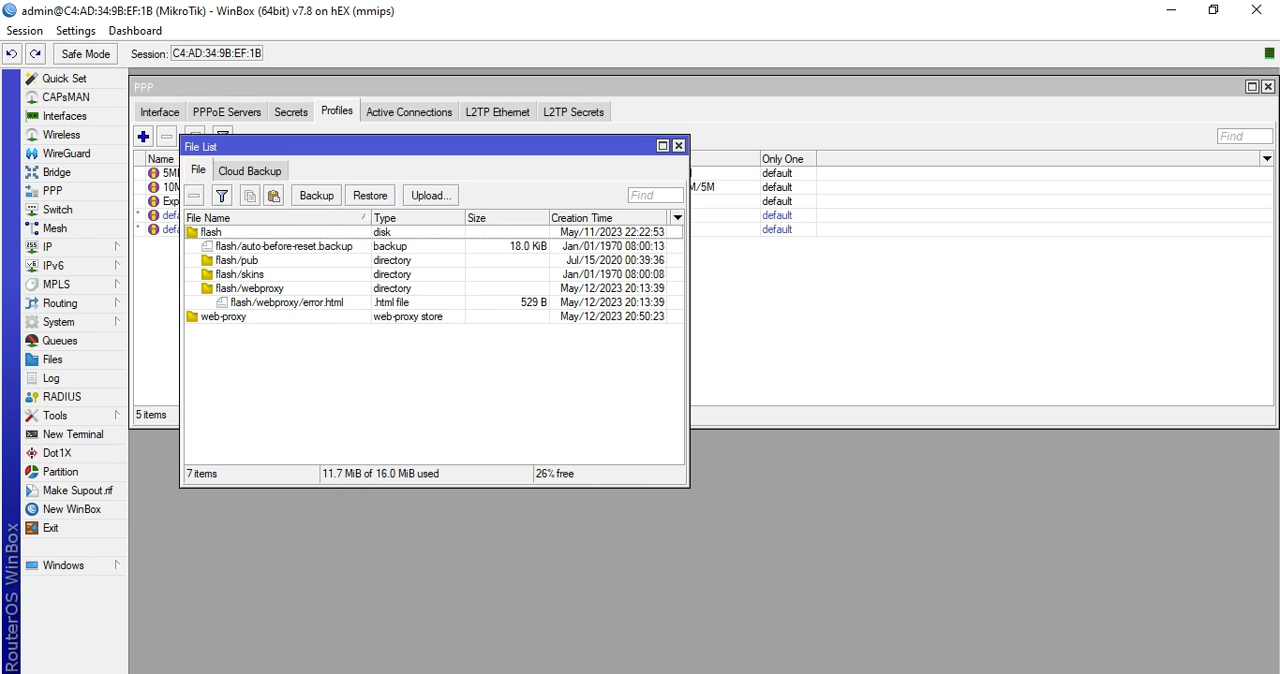 admin@C4:AD:34:9B:EF:1B (MikroTik) - WinBox (64bit) v7.8 on hEX (mmips)
Session Settings Dashboard
Safe Mode Session: C4:AD:34:9B:EF:1B
Quick Set
CAPsMAN
Interfaces
Wireless
WireGuard
Bridge
PPP
Switch
Mesh
IP
IPv6
MPLS
Routing
System
Queues
Files
Log
RADIUS
Tools
New Terminal
Dot1X
Partition
Make Supout.rif
New WinBox
Exit
Windows
RouterOS WinBox
PPP
Interface PPPoE Servers Secrets Profiles Active Connections L2TP Ethernet L2TP Secrets
Find
Name Only One
default
M/5M default
default
default
default
5 items
File List
File Cloud Backup
Backup Restore Upload... Find
File Name Type Size Creation Time
flash disk May/11/2023 22:22:53
flash/auto-before-reset.backup backup 18.0 KiB Jan/01/1970 08:00:13
flash/pub directory Jul/15/2020 00:39:36
flash/skins directory Jan/01/1970 08:00:08
flash/webproxy directory May/12/2023 20:13:39
flash/webproxy/error.html .html file 529 B May/12/2023 20:13:39
web-proxy web-proxy store May/12/2023 20:50:23
7 items 11.7 MiB of 16.0 MiB used 26% free